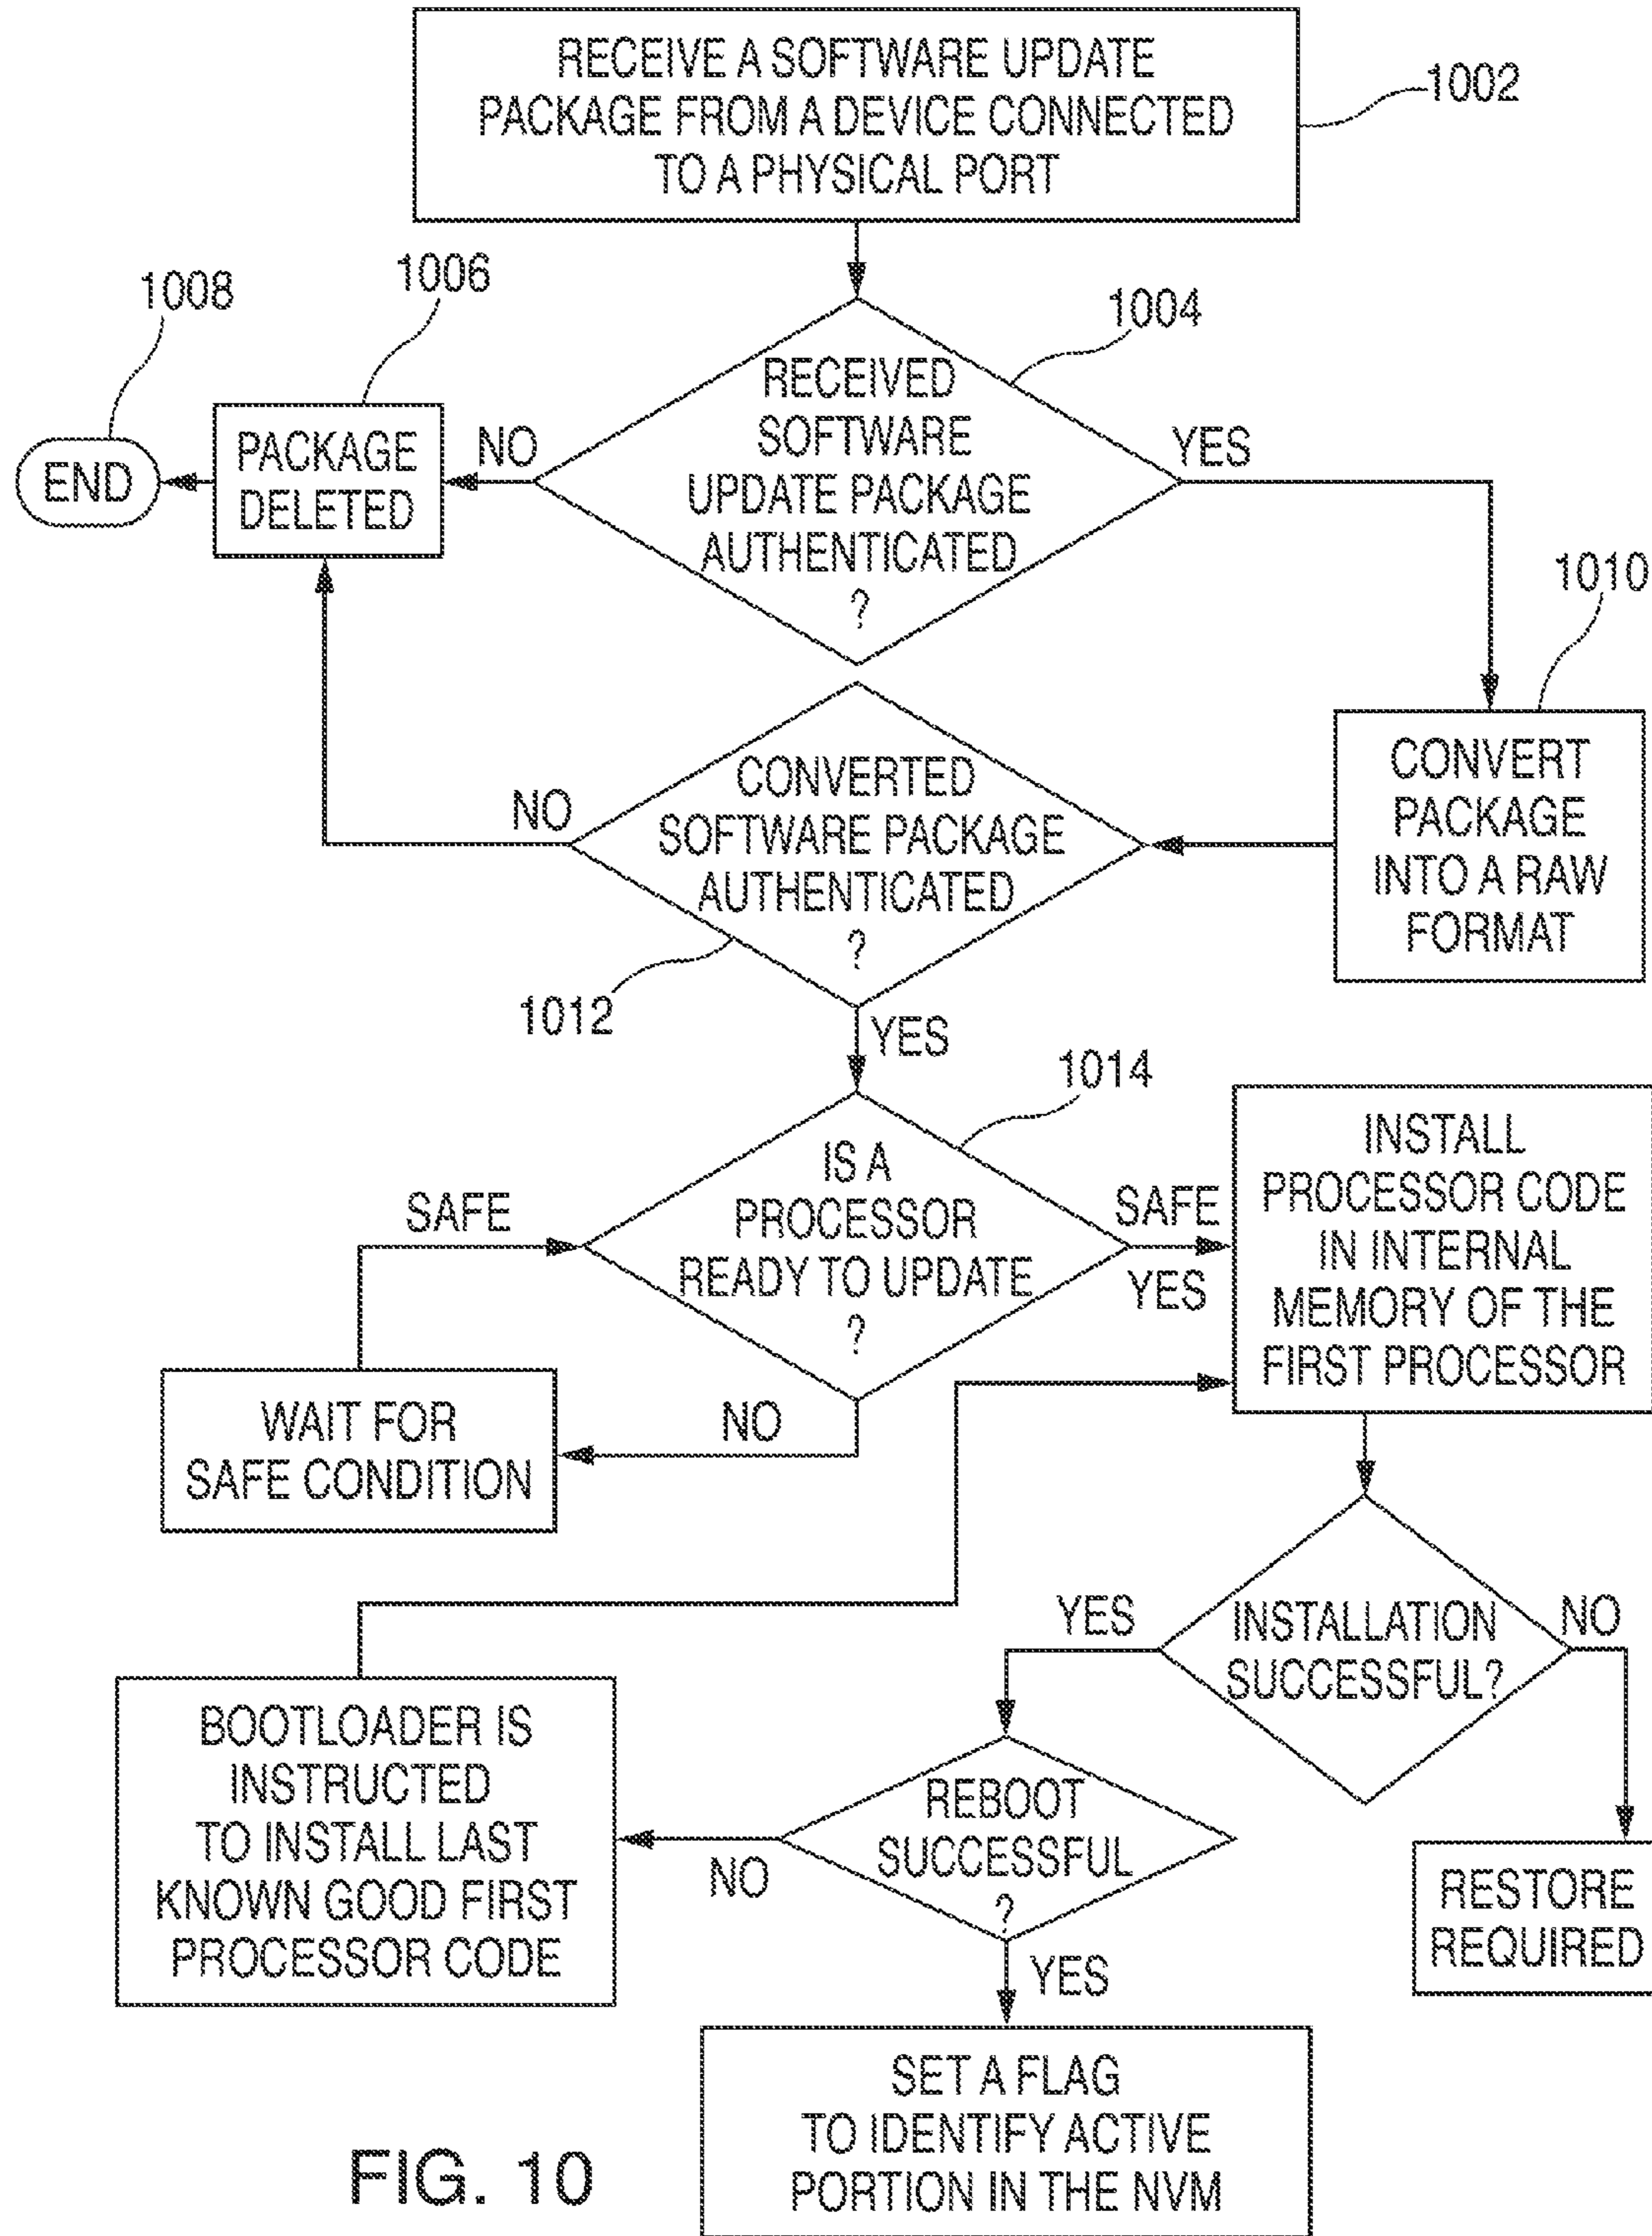 RECEIVE A SOFTWARE UPDATE
PACKAGE FROM A DEVICE CONNECTED
TO A PHYSICAL PORT
1002
1008
1006
1004
END
PACKAGE
DELETED
NO
RECEIVED
SOFTWARE
UPDATE PACKAGE
AUTHENTICATED
?
YES
1010
CONVERT
PACKAGE
INTO A RAW
FORMAT
NO
CONVERTED
SOFTWARE PACKAGE
AUTHENTICATED
?
1012
YES
1014
SAFE
IS A
PROCESSOR
READY TO UPDATE
?
SAFE
YES
INSTALL
PROCESSOR CODE
IN INTERNAL
MEMORY OF THE
FIRST PROCESSOR
WAIT FOR
SAFE CONDITION
NO
YES
INSTALLATION
SUCCESSFUL?
NO
BOOTLOADER IS
INSTRUCTED
TO INSTALL LAST
KNOWN GOOD FIRST
PROCESSOR CODE
NO
REBOOT
SUCCESSFUL
?
YES
RESTORE
REQUIRED
SET A FLAG
TO IDENTIFY ACTIVE
PORTION IN THE NVM
FIG. 10